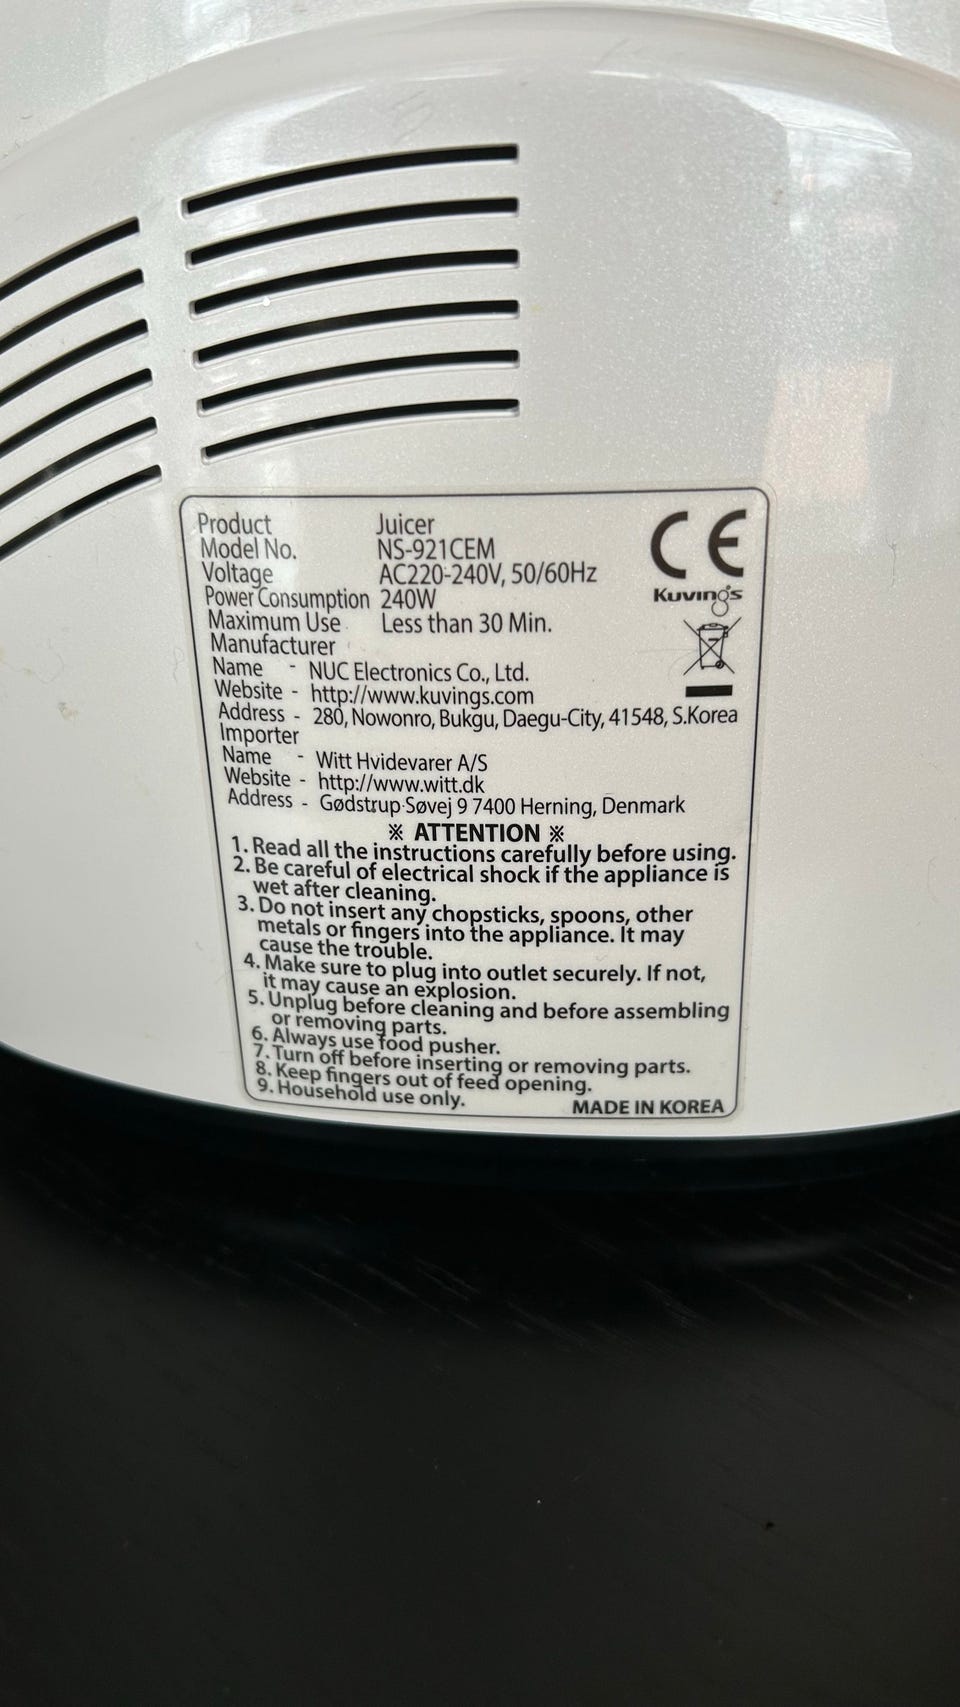 Product Juicer
Model No. NS-921CEM
Voltage AC220-240V, 50/60Hz
Power Consumption 240W
Maximum Use Less than 30 Min.
Manufacturer
Name - NUC Electronics Co., Ltd.
Website - http://www.kuvings.com
Address - 280, Nowonro, Bukgu, Daegu-City, 41548, S.Korea
Importer
Name - Witt Hvidevarer A/S
Website - http://www.witt.dk
Address - Gødstrup Søvej 9 7400 Herning, Denmark
CE
Kuvings
※ ATTENTION ※
1. Read all the instructions carefully before using.
2. Be careful of electrical shock if the appliance is
wet after cleaning.
3. Do not insert any chopsticks, spoons, other
metals or fingers into the appliance. It may
cause the trouble.
4. Make sure to plug into outlet securely. If not,
it may cause an explosion.
5. Unplug before cleaning and before assembling
or removing parts.
6. Always use food pusher.
7. Turn off before inserting or removing parts.
8. Keep fingers out of feed opening.
9. Household use only.
MADE IN KOREA